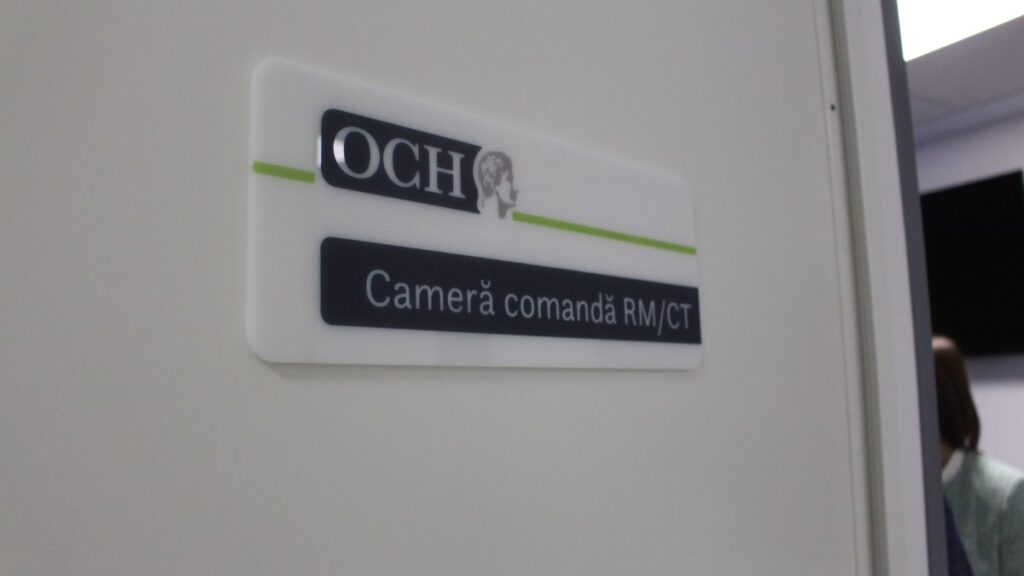 OCH
Cameră comandă RM/CT